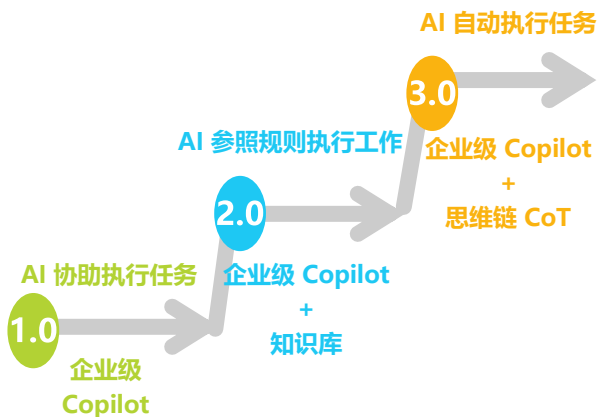 AI 自动执行任务
3.0
企业级 Copilot
+
思维链 CoT
AI 参照规则执行工作
2.0
企业级 Copilot
+
知识库
AI 协助执行任务
1.0
企业级
Copilot